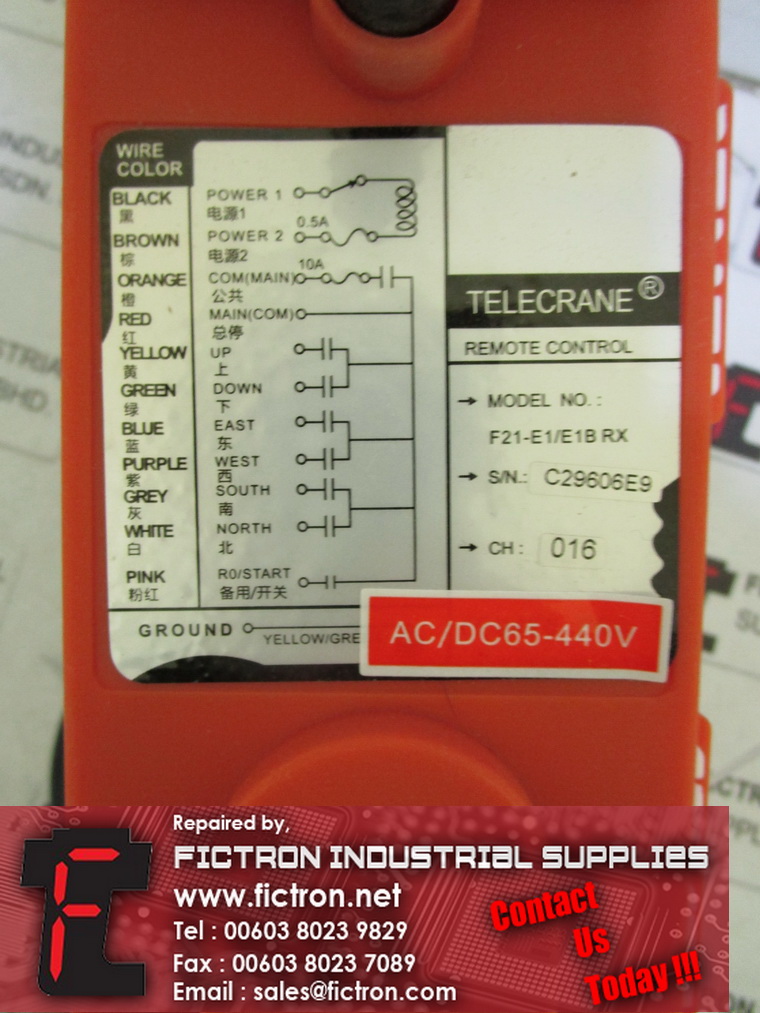 WIRE
COLOR
BLACK
黑
BROWN
棕
ORANGE
橙
RED
红
YELLOW
黄
GREEN
绿
BLUE
蓝
PURPLE
紫
GREY
灰
WHITE
白
PINK
粉红
POWER 1
电源1
0.5A
POWER 2
电源2
10A
COM(MAIN)
公共
MAIN(COM)
总停
UP
上
DOWN
下
EAST
东
WEST
西
SOUTH
南
NORTH
北
R0/START
备用/开关
GROUND
YELLOW/GRE
TELECRANE®
REMOTE CONTROL
→ MODEL NO.:
F21-E1/E1B RX
→ S/N.: C29606E9
→ CH: 016
AC/DC65-440V
Repaired by,
FICTRON INDUSTRIAL SUPPLIES
www.fictron.net
Tel : 00603 8023 9829
Fax : 00603 8023 7089
Email : sales@fictron.com
Contact
Us
Today !!!